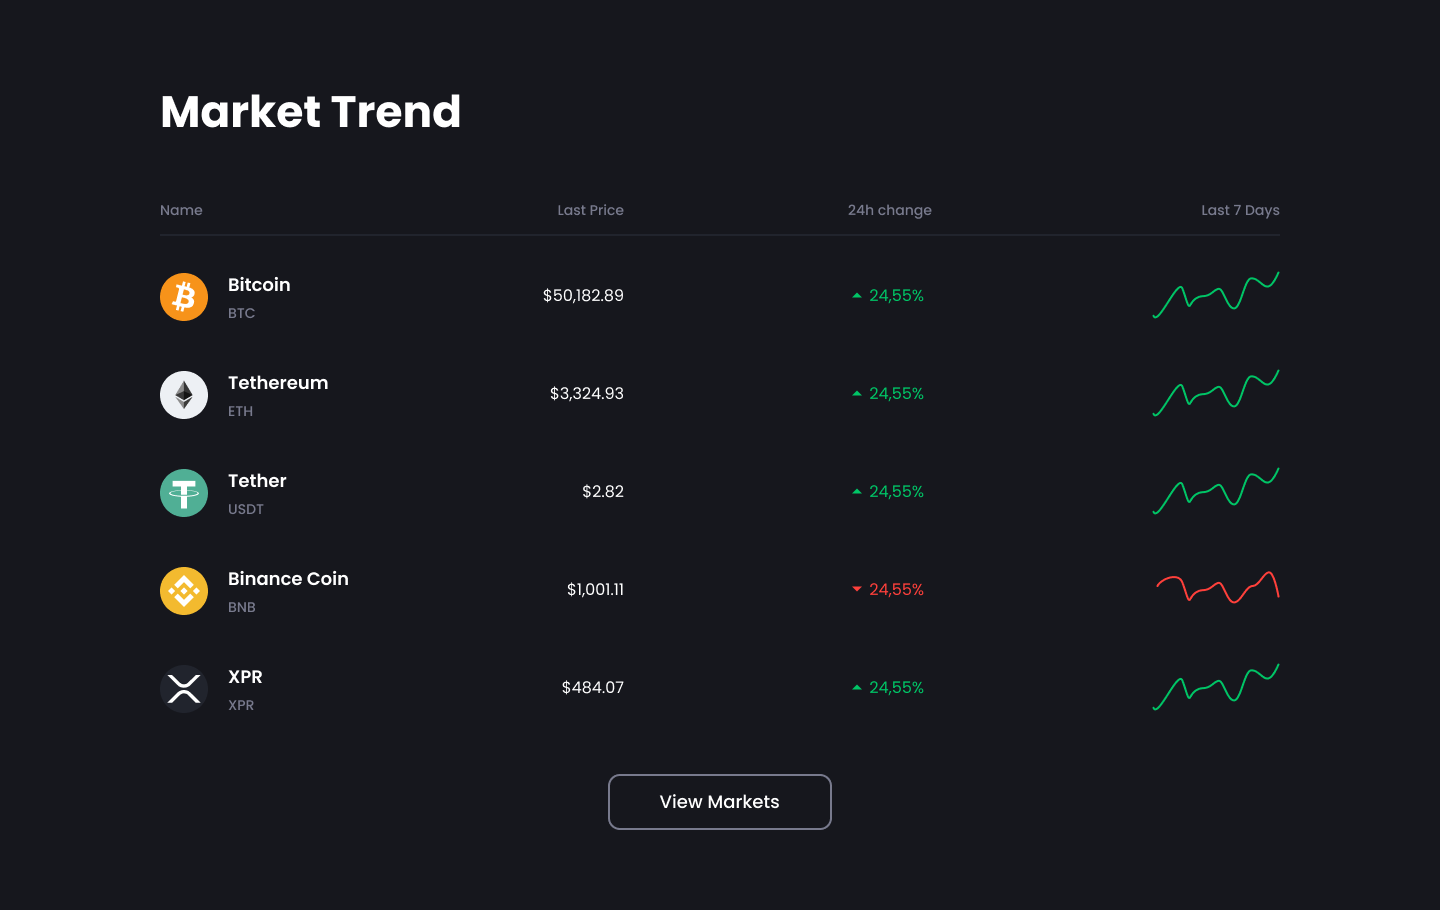 Market Trend
Name Last Price 24h change Last 7 Days
Bitcoin
BTC
$50,182.89 24,55%
Tethereum
ETH
$3,324.93 24,55%
Tether
USDT
$2.82 24,55%
Binance Coin
BNB
$1,001.11 24,55%
XPR
XPR
$484.07 24,55%
View Markets